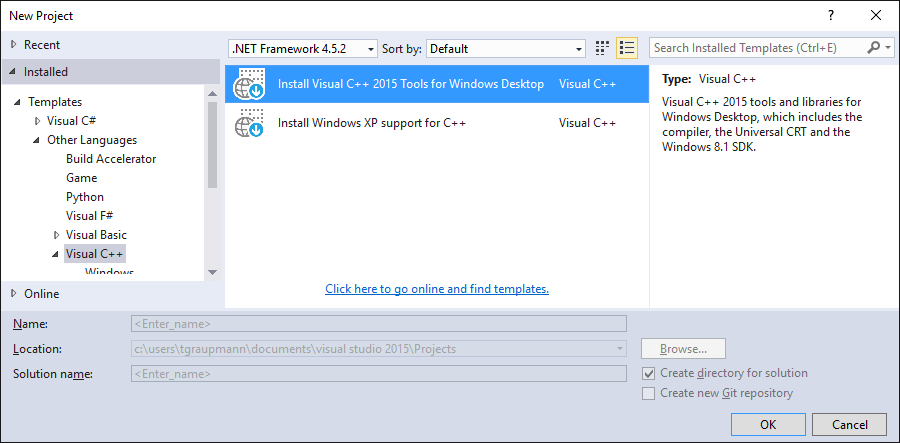 New Project
?
Recent
.NET Framework 4.5.2
Sort by:
Default
Search Installed Templates (Ctrl+E)
Installed
Templates
Visual C#
Other Languages
Build Accelerator
Game
Python
Visual F#
Visual Basic
Visual C++
Windows
Online
Install Visual C++ 2015 Tools for Windows Desktop Visual C++
Install Windows XP support for C++ Visual C++
Click here to go online and find templates.
Type: Visual C++
Visual C++ 2015 tools and libraries for
Windows Desktop, which includes the
compiler, the Universal CRT and the
Windows 8.1 SDK.
Name: <Enter_name>
Location: c:\users\tgraupmann\documents\visual studio 2015\Projects
Browse...
Solution name: <Enter_name>
Create directory for solution
Create new Git repository
OK
Cancel